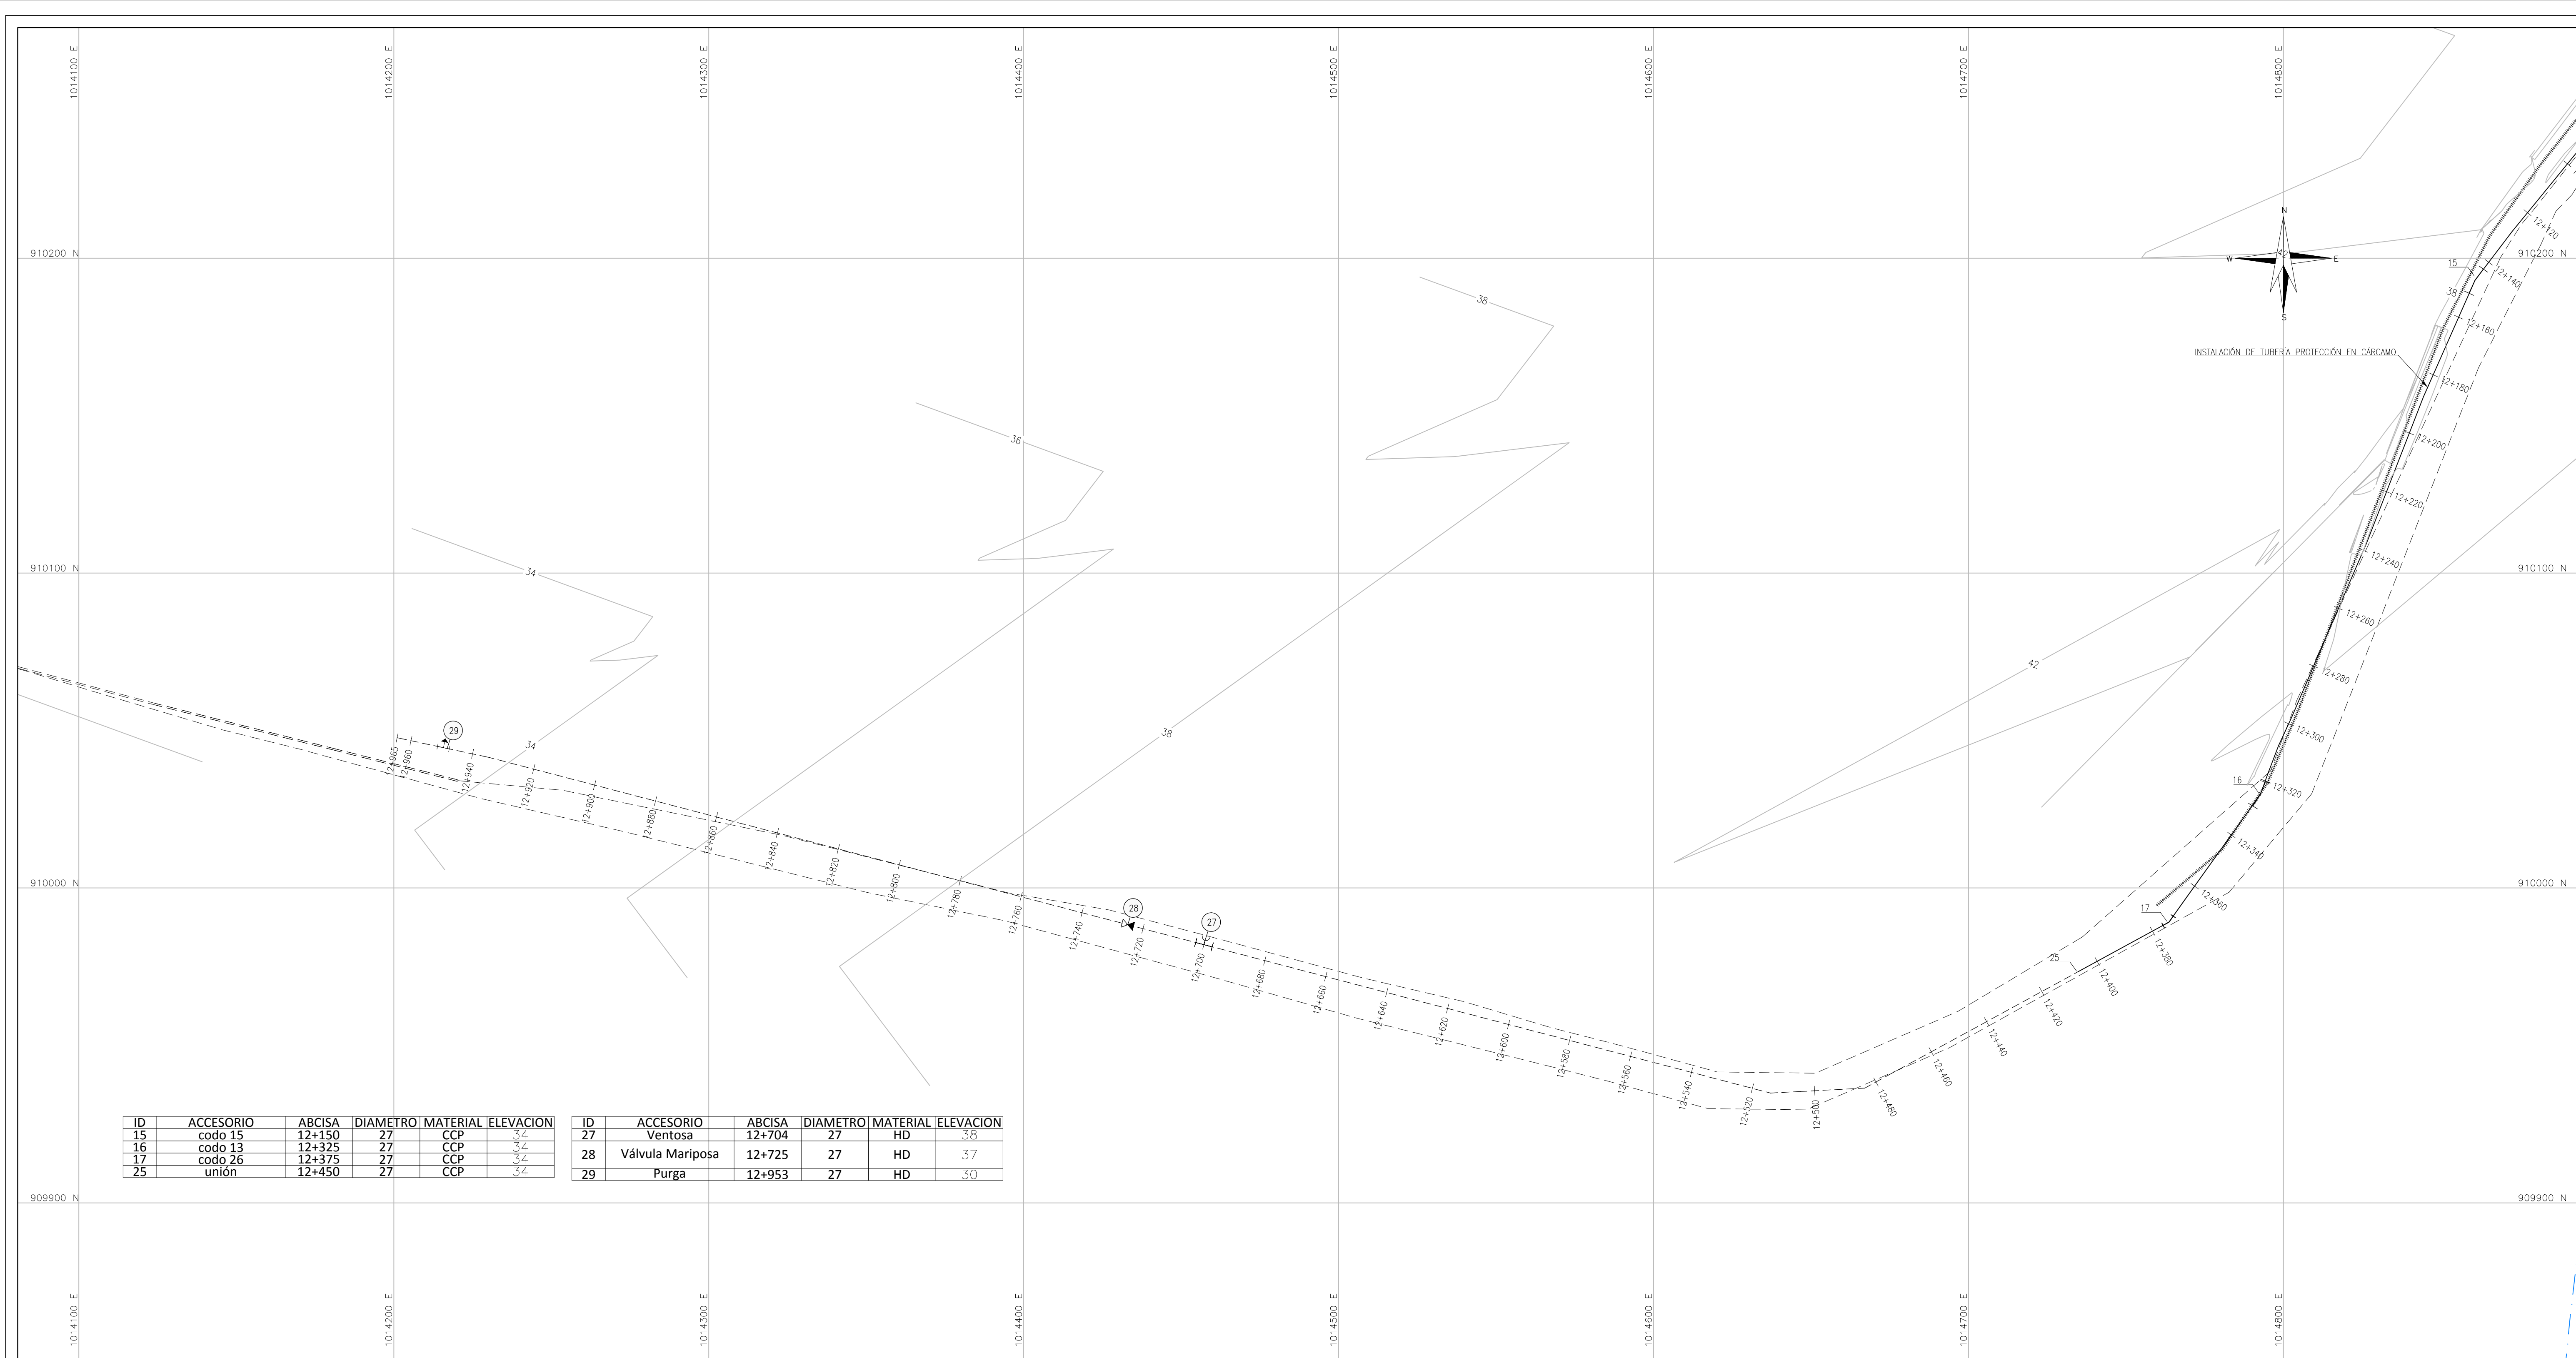 1014100 E
1014200 E
1014300 E
1014400 E
1014500 E
1014600 E
1014700 E
1014800 E
N
910200 N
W
42
E
910200 N
S
12+120
15
12+140
38
12+160
38
INSTALACIÓN DE TUBERÍA PROTECCIÓN EN CÁRCAMO
12+180
36
12+200
12+220
34
12+240
910100 N
910100 N
12+260
42
12+280
29
38
12+300
34
12+965
12+960
12+940
12+920
12+900
12+880
12+860
12+840
12+820
12+800
12+780
12+760
12+740
12+720
12+700
12+680
12+660
12+640
12+620
12+600
12+580
12+560
12+540
12+520
12+500
12+480
12+460
12+440
12+420
12+400
12+380
12+360
12+340
12+320
16
910000 N
910000 N
28
27
17
25
ID ACCESORIO ABCISA DIAMETRO MATERIAL ELEVACION
15 codo 15 12+150 27 CCP 34
16 codo 13 12+325 27 CCP 34
17 codo 26 12+375 27 CCP 34
25 unión 12+450 27 CCP 34
ID ACCESORIO ABCISA DIAMETRO MATERIAL ELEVACION
27 Ventosa 12+704 27 HD 38
28 Válvula Mariposa 12+725 27 HD 37
29 Purga 12+953 27 HD 30
909900 N
909900 N
1014100 E
1014200 E
1014300 E
1014400 E
1014500 E
1014600 E
1014700 E
1014800 E